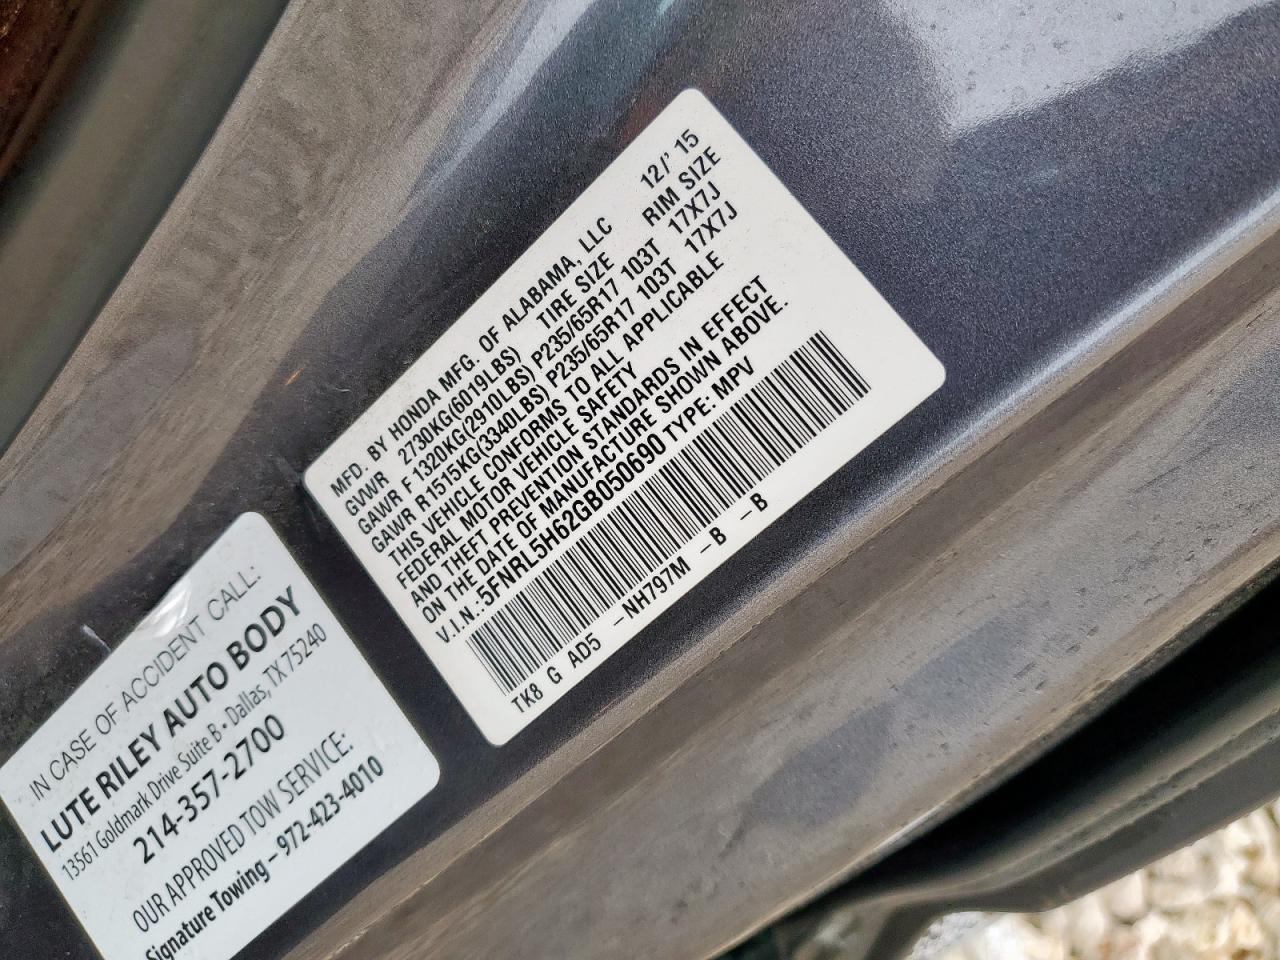 MFD. BY HONDA MFG. OF ALABAMA, LLC 12/' 15
GVWR 2730KG(6019LBS) TIRE SIZE RIM SIZE
GAWR F 1320KG(2910LBS) P235/65R17 103T 17X7J
GAWR R1515KG(3340LBS) P235/65R17 103T 17X7J
THIS VEHICLE CONFORMS TO ALL APPLICABLE
FEDERAL MOTOR VEHICLE SAFETY
AND THEFT PREVENTION STANDARDS IN EFFECT
ON THE DATE OF MANUFACTURE SHOWN ABOVE.
V.I.N.:5FNRL5H62GB050690 TYPE: MPV
TK8 G AD5 -NH797M -B -B
IN CASE OF ACCIDENT CALL:
LUTE RILEY AUTO BODY
13561 Goldmark Drive Suite B • Dallas, TX 75240
214-357-2700
OUR APPROVED TOW SERVICE:
Signature Towing – 972-423-4010